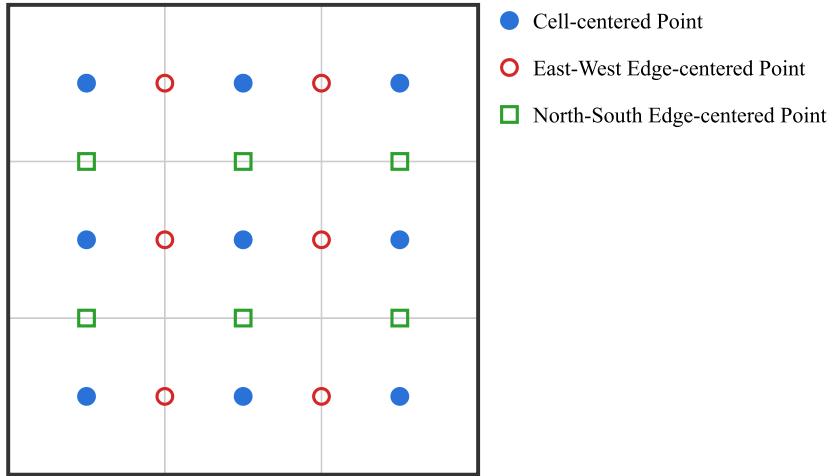 Cell-centered Point
East-West Edge-centered Point
North-South Edge-centered Point